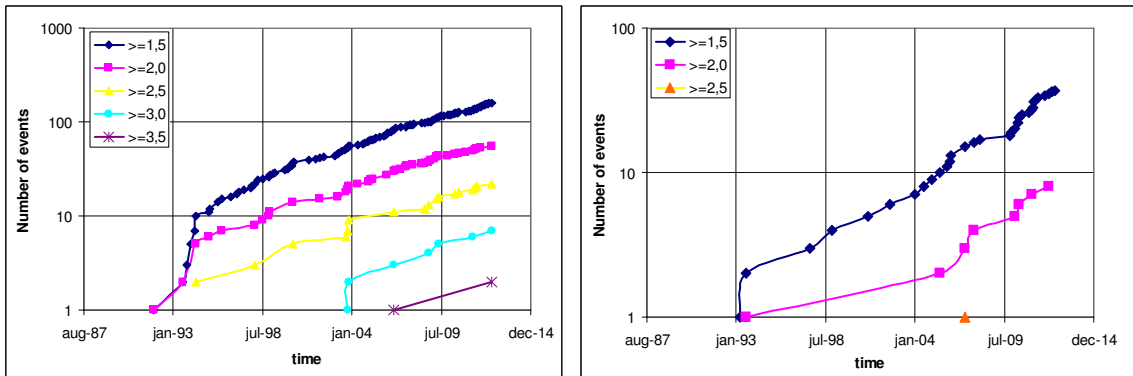 1000
100
10
1
Number of events
>=1,5
>=2,0
>=2,5
>=3,0
>=3,5
aug-87 jan-93 jul-98 jan-04 jul-09 dec-14
time
100
10
1
Number of events
>=1,5
>=2,0
>=2,5
aug-87 jan-93 jul-98 jan-04 jul-09 dec-14
time